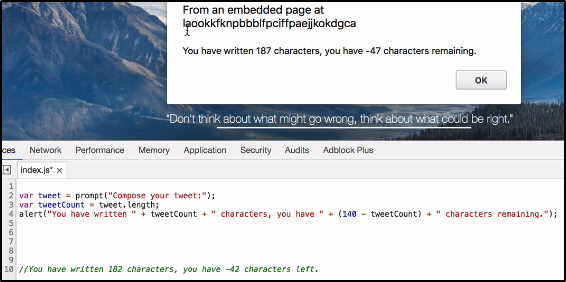 From an embedded page at
laookkfknpbbblfpciffpaejjkokdgca
You have written 187 characters, you have -47 characters remaining.
OK
"Don't think about what might go wrong, think about what could be right."
ces Network Performance Memory Application Security Audits Adblock Plus
index.js* ×
1
2 var tweet = prompt("Compose your tweet:");
3 var tweetCount = tweet.length;
4 alert("You have written " + tweetCount + " characters, you have " + (140 - tweetCount) + " characters remaining.");
5
6
7
8
9
10 //You have written 182 characters, you have -42 characters left.